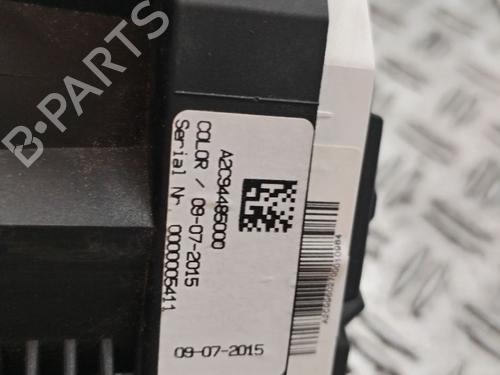 B-PARTS
A2C94485000
COLOR / 09-07-2015
Serial Nr. 0000005411
09-07-2015